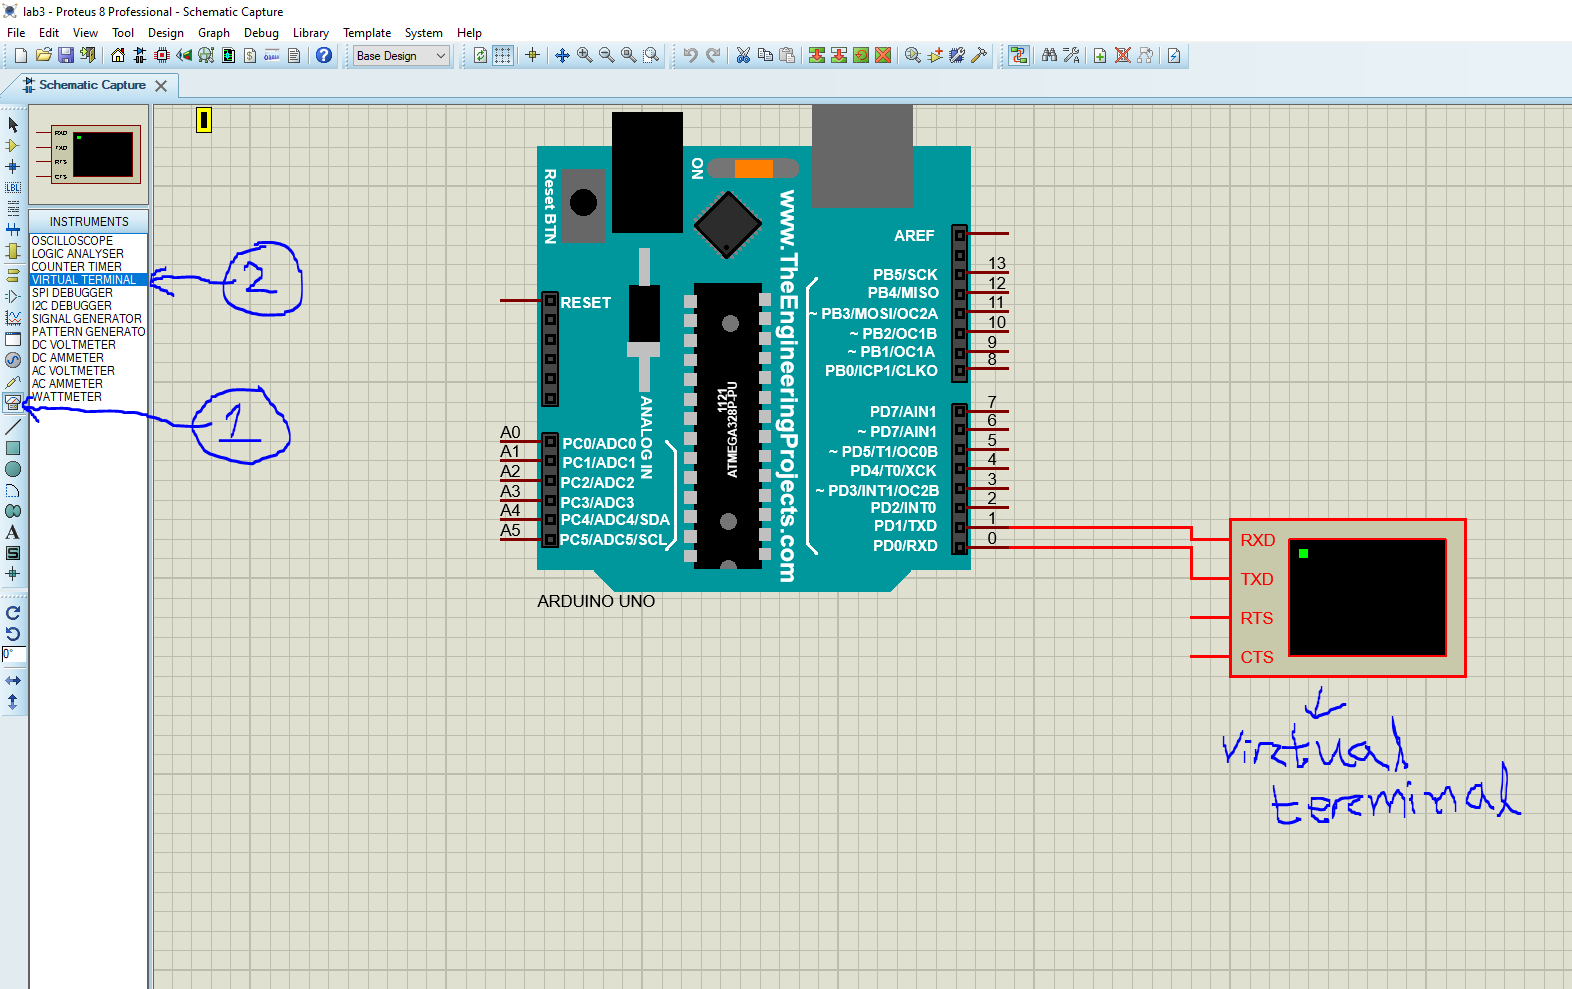 lab3 - Proteus 8 Professional - Schematic Capture
File Edit View Tool Design Graph Debug Library Template System Help
Base Design
Schematic Capture
RXD
TXD
RTS
CTS
INSTRUMENTS
OSCILLOSCOPE
LOGIC ANALYSER
COUNTER TIMER
VIRTUAL TERMINAL
SPI DEBUGGER
I2C DEBUGGER
SIGNAL GENERATOR
PATTERN GENERATO
DC VOLTMETER
DC AMMETER
AC VOLTMETER
AC AMMETER
WATTMETER
LBL
A
S
0°
2
1
Reset BTN
ON
www.TheEngineeringProjects.com
RESET
ANALOG IN
1121
ATMEGA328P-PU
A0 PC0/ADC0
A1 PC1/ADC1
A2 PC2/ADC2
A3 PC3/ADC3
A4 PC4/ADC4/SDA
A5 PC5/ADC5/SCL
AREF
PB5/SCK 13
PB4/MISO 12
~ PB3/MOSI/OC2A 11
~ PB2/OC1B 10
~ PB1/OC1A 9
PB0/ICP1/CLKO 8
PD7/AIN1 7
~ PD7/AIN1 6
~ PD5/T1/OC0B 5
PD4/T0/XCK 4
~ PD3/INT1/OC2B 3
PD2/INT0 2
PD1/TXD 1
PD0/RXD 0
ARDUINO UNO
RXD
TXD
RTS
CTS
Virtual
terminal